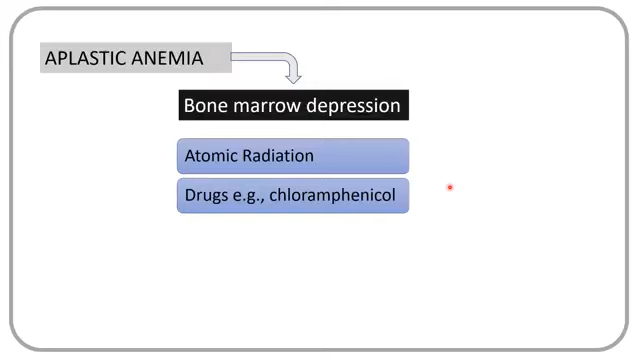 APLASTIC ANEMIA
Bone marrow depression
Atomic Radiation
Drugs e.g., chloramphenicol